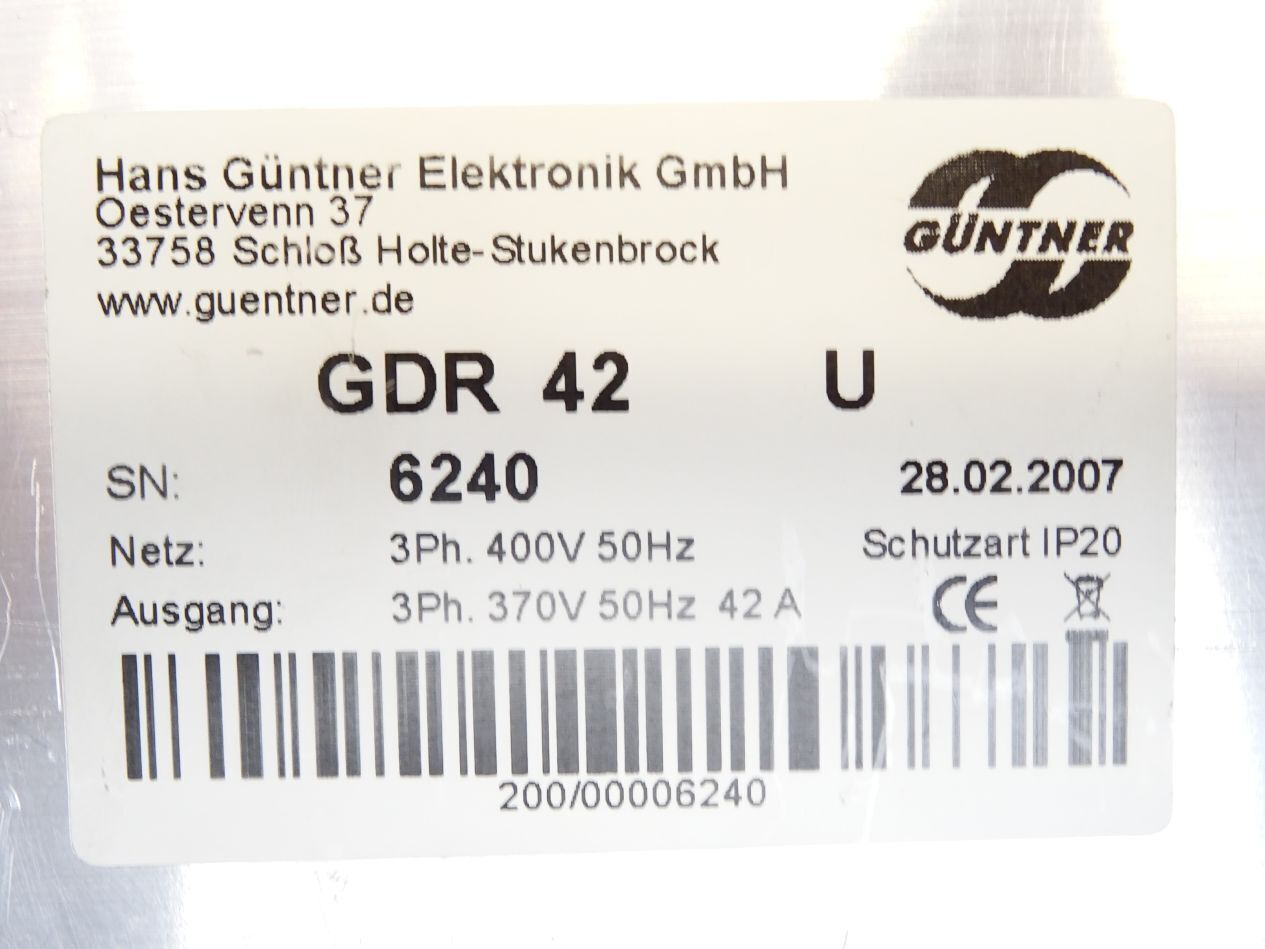 Hans Güntner Elektronik GmbH
Oestervenn 37
33758 Schloß Holte-Stukenbrock
www.guentner.de
GÜNTNER
GDR 42 U
SN: 6240 28.02.2007
Netz: 3Ph. 400V 50Hz Schutzart IP20
Ausgang: 3Ph. 370V 50Hz 42 A CE
200/00006240